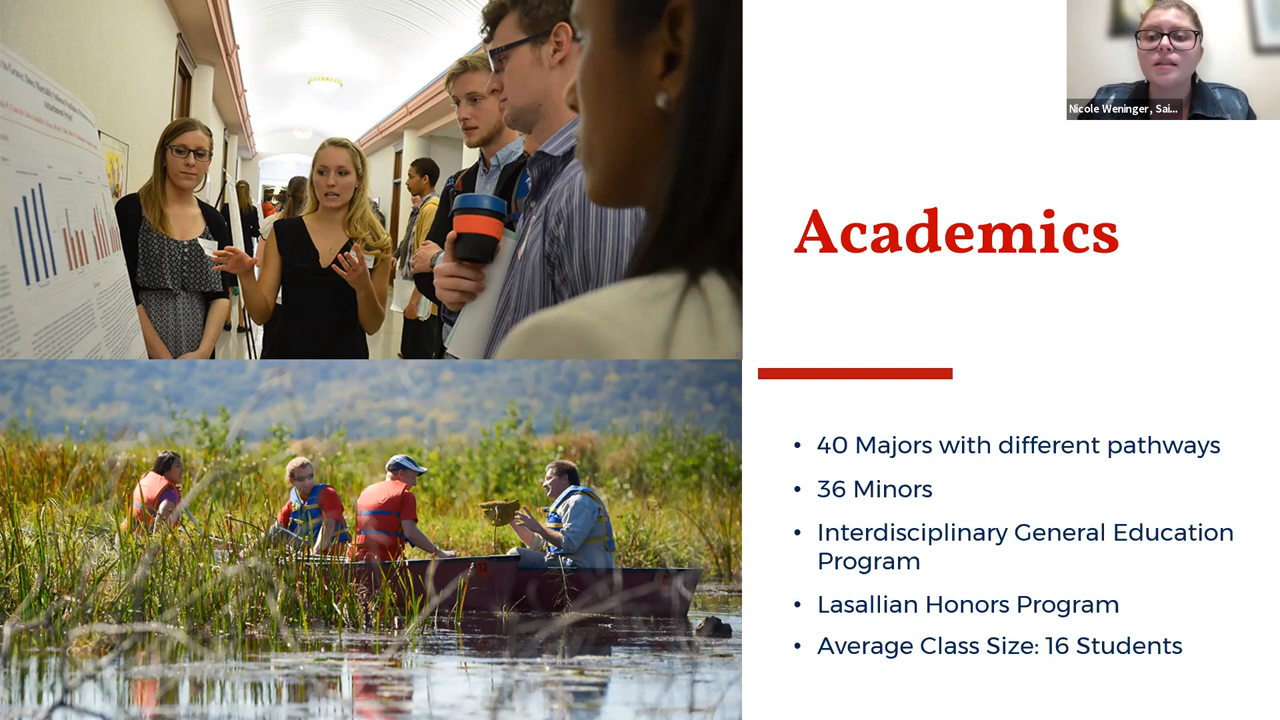 Nicole Weninger, Sai...
Academics
• 40 Majors with different pathways
• 36 Minors
• Interdisciplinary General Education
Program
• Lasallian Honors Program
• Average Class Size: 16 Students